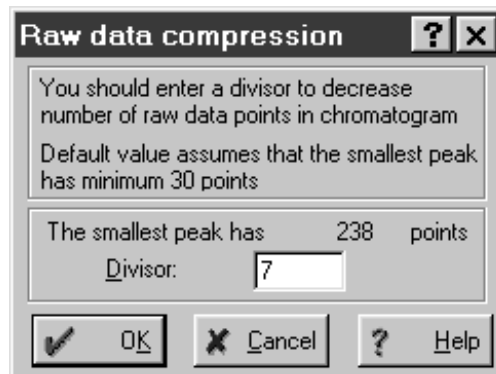 Raw data compression
You should enter a divisor to decrease
number of raw data points in chromatogram
Default value assumes that the smallest peak
has minimum 30 points
The smallest peak has 238 points
Divisor: 7
OK Cancel Help